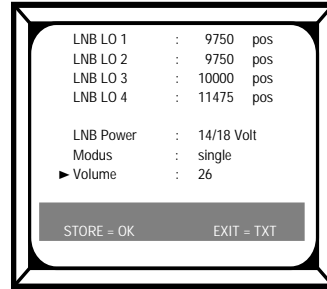 LNB LO 1 : 9750 pos
LNB LO 2 : 9750 pos
LNB LO 3 : 10000 pos
LNB LO 4 : 11475 pos
LNB Power : 14/18 Volt
Modus : single
► Volume : 26
STORE = OK EXIT = TXT